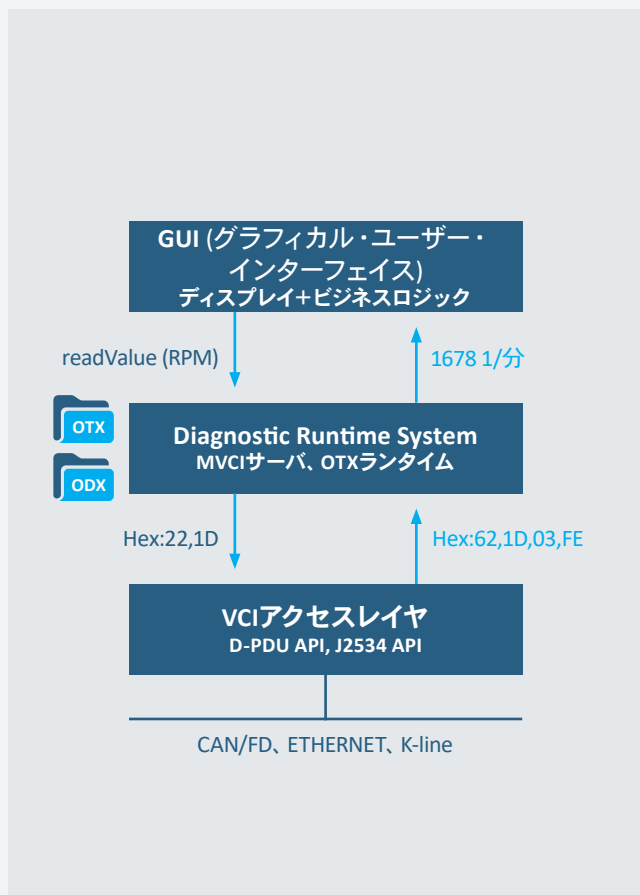 GUI (グラフィカル・ユーザー・
インターフェイス)
ディスプレイ+ビジネスロジック
readValue (RPM)
1678 1/分
OTX
ODX
Diagnostic Runtime System
MVCIサーバ、OTXランタイム
Hex:22,1D
Hex:62,1D,03,FE
VCIアクセスレイヤ
D-PDU API, J2534 API
CAN/FD、ETHERNET、K-line